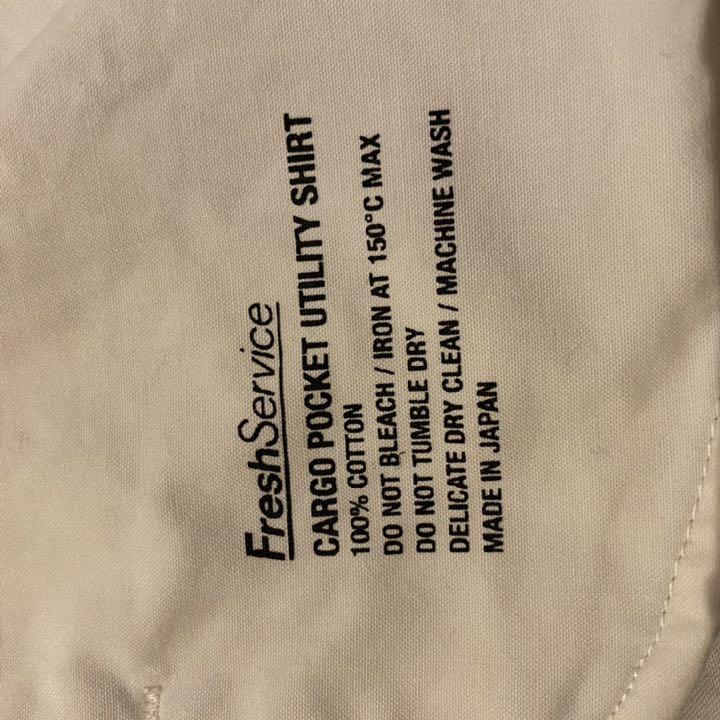 FreshService
CARGO POCKET UTILITY SHIRT
100% COTTON
DO NOT BLEACH / IRON AT 150°C MAX
DO NOT TUMBLE DRY
DELICATE DRY CLEAN / MACHINE WASH
MADE IN JAPAN